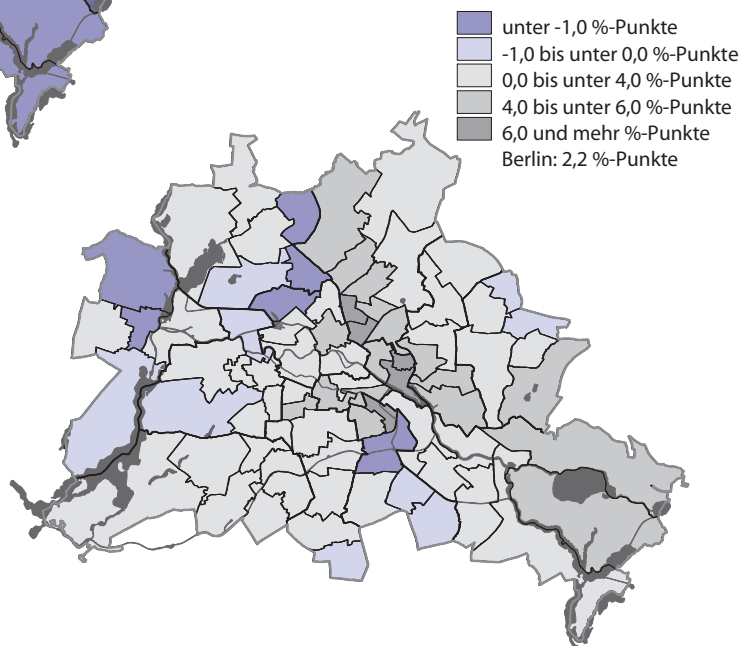 unter -1,0 %-Punkte
-1,0 bis unter 0,0 %-Punkte
0,0 bis unter 4,0 %-Punkte
4,0 bis unter 6,0 %-Punkte
6,0 und mehr %-Punkte
Berlin: 2,2 %-Punkte